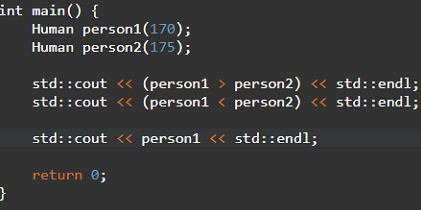 int main() {
    Human person1(170);
    Human person2(175);
    std::cout << (person1 > person2) << std::endl;
    std::cout << (person1 < person2) << std::endl;
    std::cout << person1 << std::endl;
    return 0;
}